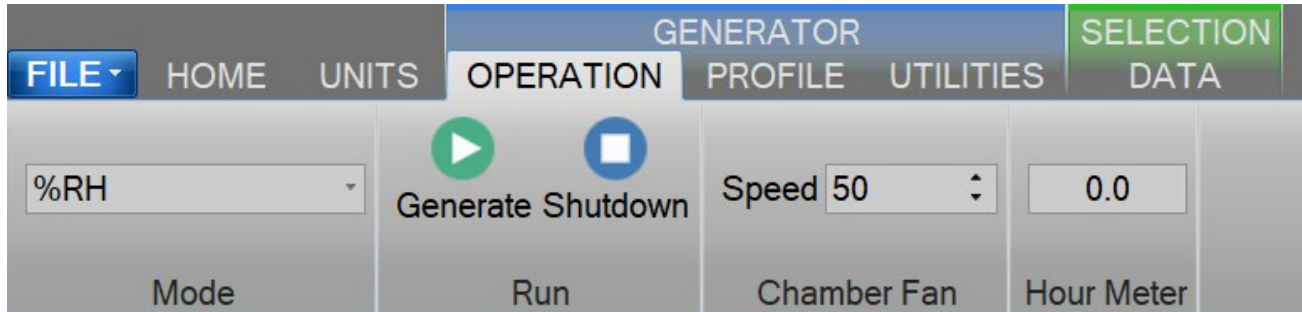 GENERATOR SELECTION
FILE HOME UNITS OPERATION PROFILE UTILITIES DATA
%RH Generate Shutdown Speed 50 0.0
Mode Run Chamber Fan Hour Meter